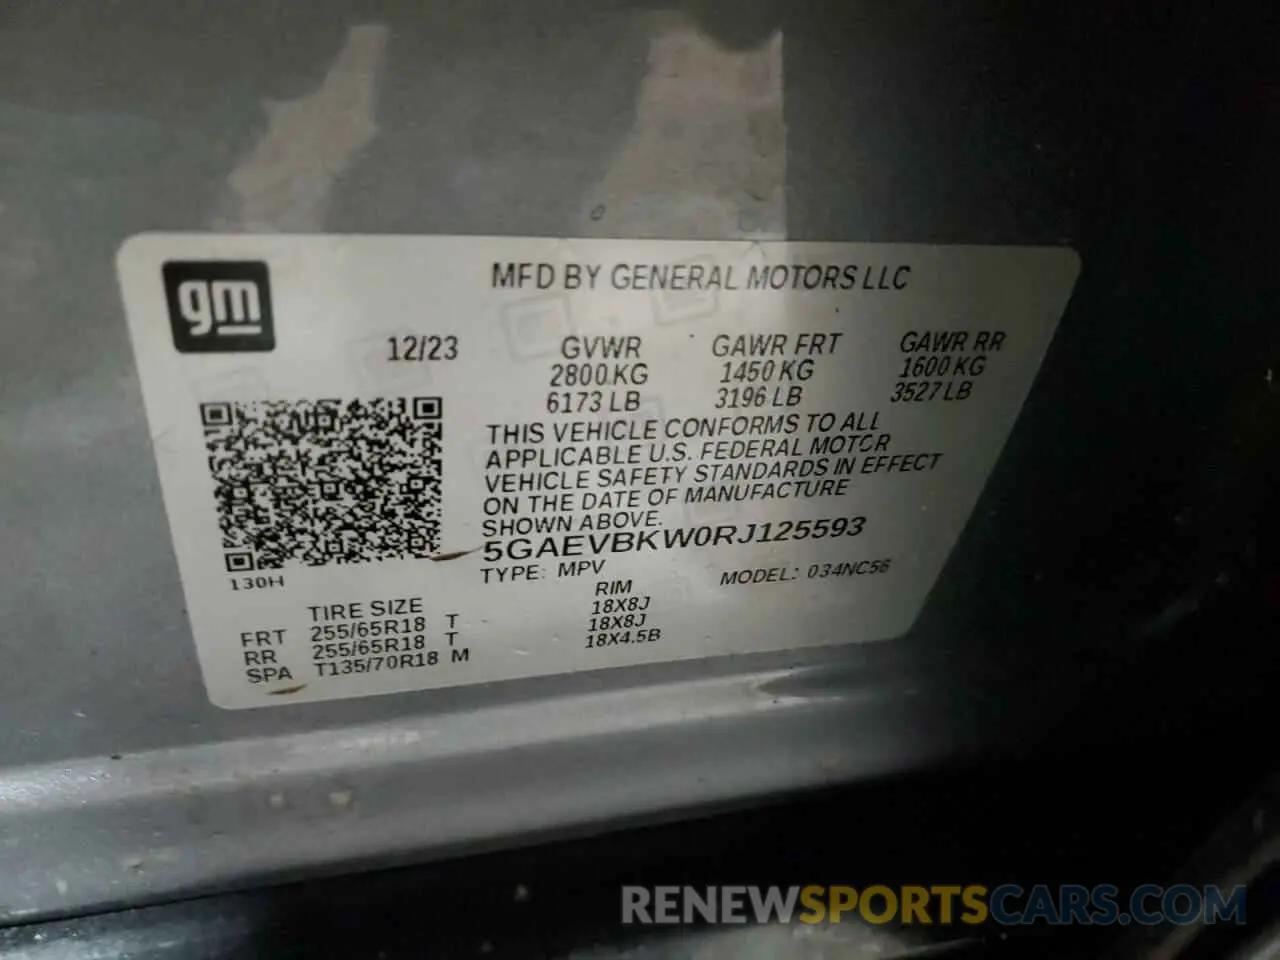 gm
MFD BY GENERAL MOTORS LLC
12/23
GVWR GAWR FRT GAWR RR
2800 KG 1450 KG 1600 KG
6173 LB 3196 LB 3527 LB
THIS VEHICLE CONFORMS TO ALL
APPLICABLE U.S. FEDERAL MOTOR
VEHICLE SAFETY STANDARDS IN EFFECT
ON THE DATE OF MANUFACTURE
SHOWN ABOVE.
5GAEVBKW0RJ125593
TYPE: MPV MODEL: 034NC56
130H
TIRE SIZE RIM
FRT 255/65R18 T 18X8J
RR 255/65R18 T 18X8J
SPA T135/70R18 M 18X4.5B
RENEWSPORTSCARS.COM